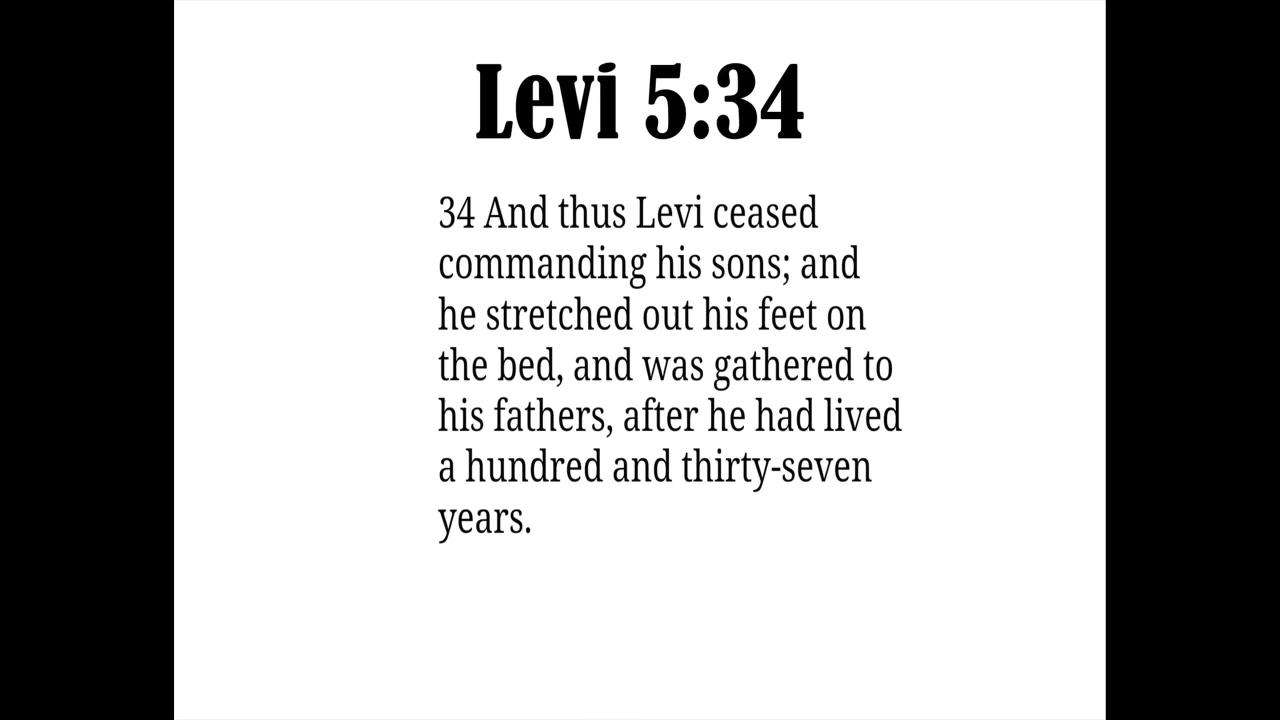 Levi 5:34
34 And thus Levi ceased
commanding his sons; and
he stretched out his feet on
the bed, and was gathered to
his fathers, after he had lived
a hundred and thirty-seven
years.